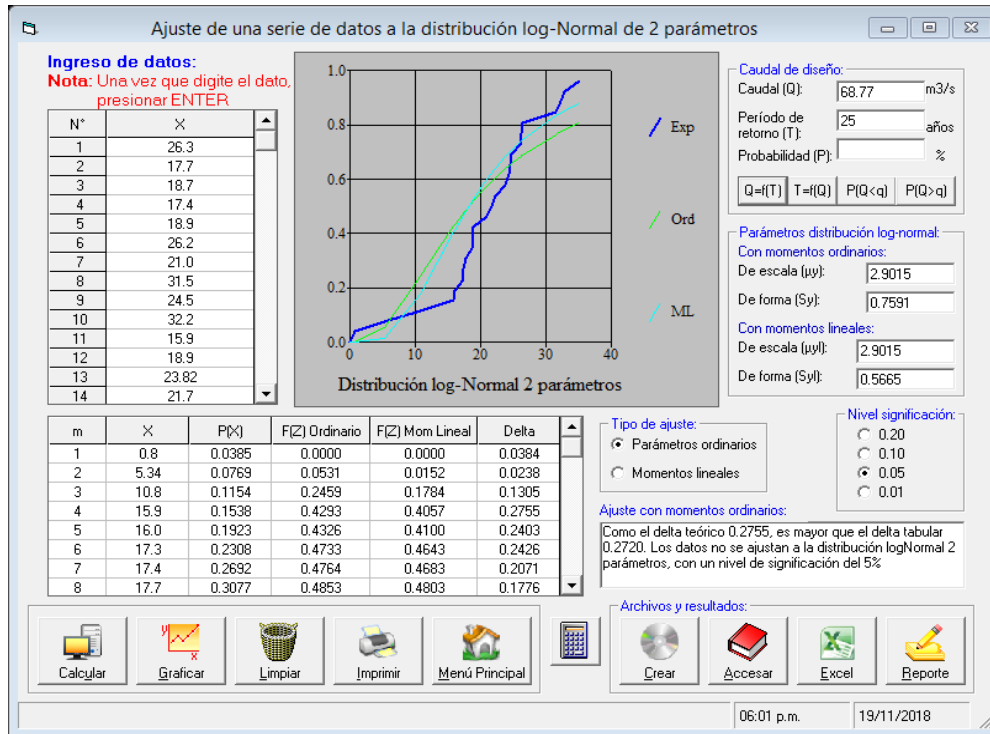 Ajuste de una serie de datos a la distribución log-Normal de 2 parámetros
Ingreso de datos:
Nota: Una vez que digite el dato,
presionar ENTER
N° X
1 26.3
2 17.7
3 18.7
4 17.4
5 18.9
6 26.2
7 21.0
8 31.5
9 24.5
10 32.2
11 15.9
12 18.9
13 23.82
14 21.7
1.0
0.8
0.6
0.4
0.2
0.0
0 10 20 30 40
Exp
Ord
ML
Distribución log-Normal 2 parámetros
Caudal de diseño:
Caudal (Q): 68.77 m3/s
Período de
retorno (T): 25 años
Probabilidad (P): %
Q=f(T) T=f(Q) P(Q<q) P(Q>q)
Parámetros distribución log-normal:
Con momentos ordinarios:
De escala (µy): 2.9015
De forma (Sy): 0.7591
Con momentos lineales:
De escala (µyl): 2.9015
De forma (Syl): 0.5665
m X P(X) F(Z) Ordinario F(Z) Mom Lineal Delta
1 0.8 0.0385 0.0000 0.0000 0.0384
2 5.34 0.0769 0.0531 0.0152 0.0238
3 10.8 0.1154 0.2459 0.1784 0.1305
4 15.9 0.1538 0.4293 0.4057 0.2755
5 16.0 0.1923 0.4326 0.4100 0.2403
6 17.3 0.2308 0.4733 0.4643 0.2426
7 17.4 0.2692 0.4764 0.4683 0.2071
8 17.7 0.3077 0.4853 0.4803 0.1776
Tipo de ajuste:
Parámetros ordinarios
Momentos lineales
Nivel significación:
0.20
0.10
0.05
0.01
Ajuste con momentos ordinarios:
Como el delta teórico 0.2755, es mayor que el delta tabular
0.2720. Los datos no se ajustan a la distribución logNormal 2
parámetros, con un nivel de significación del 5%
Calcular Graficar Limpiar Imprimir Menú Principal
Archivos y resultados:
Crear Accesar Excel Reporte
06:01 p.m. 19/11/2018